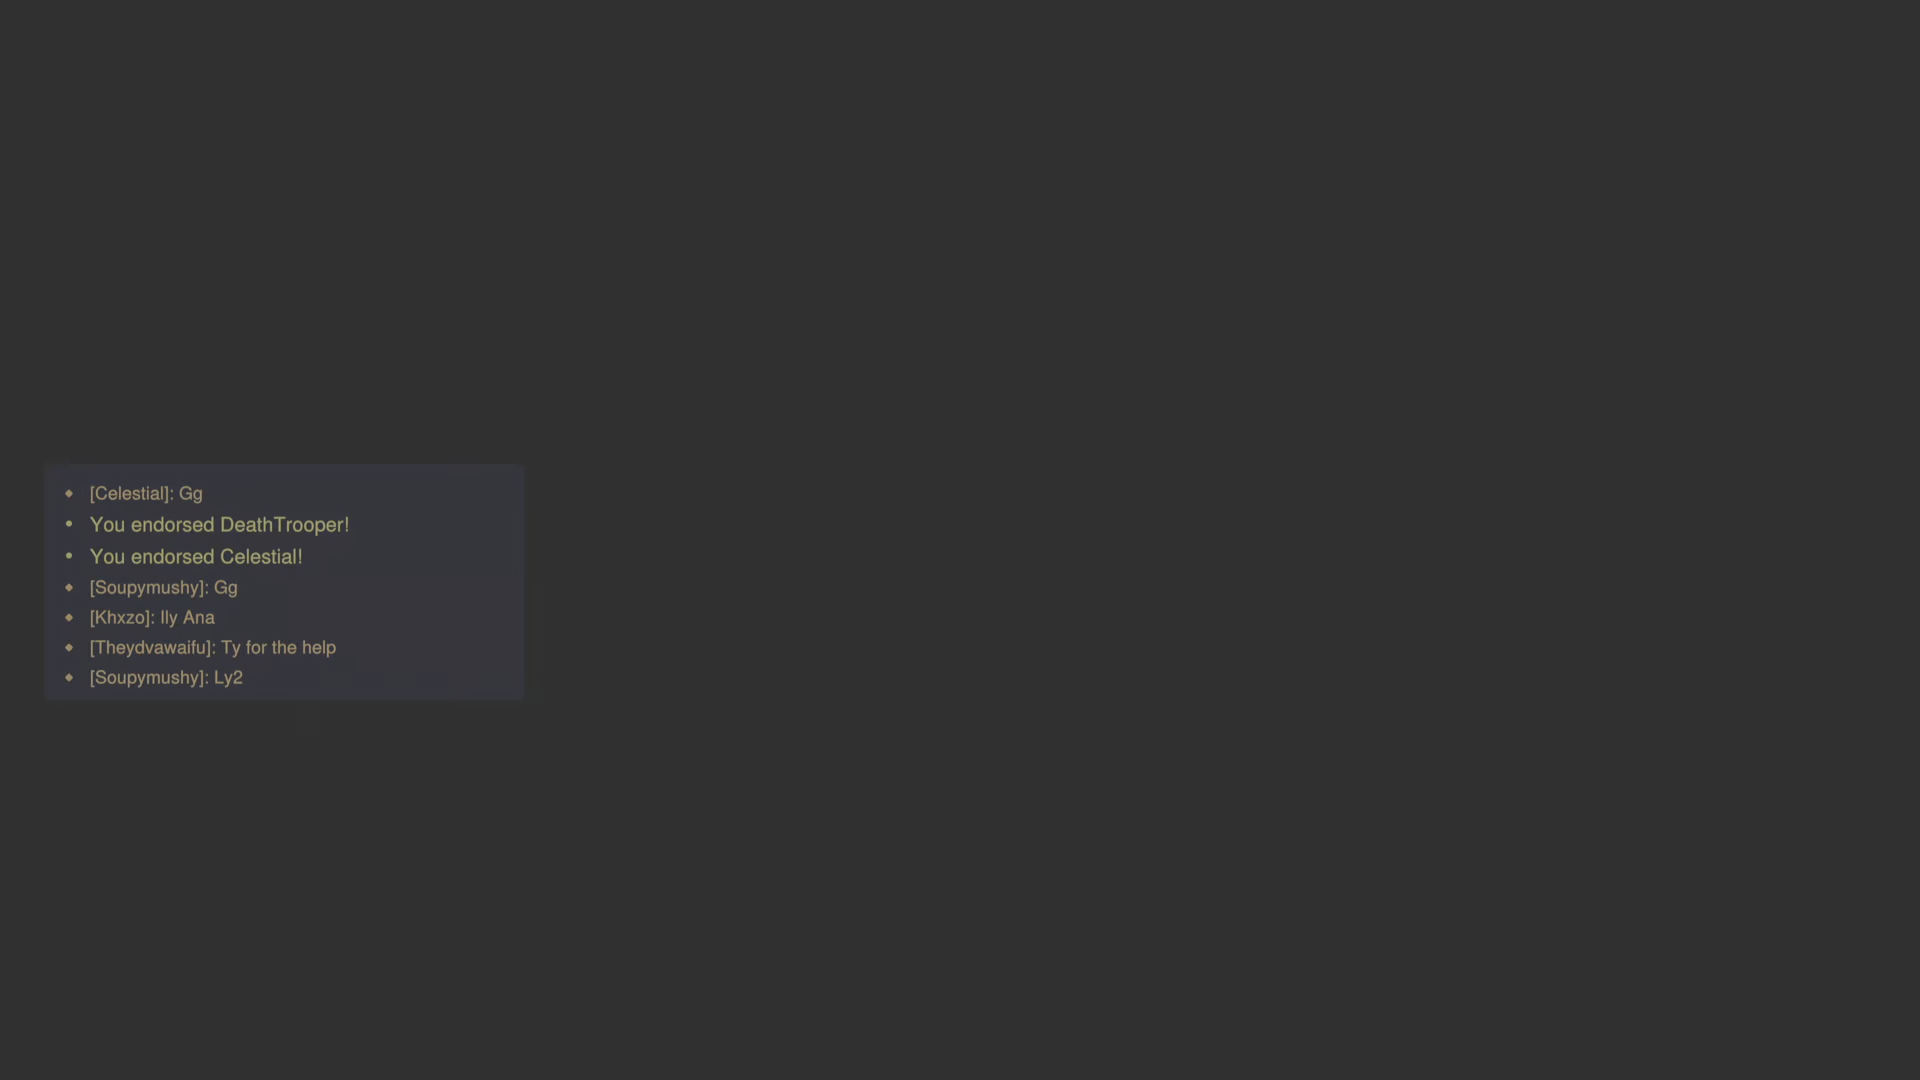 [Celestial]: Gg
You endorsed DeathTrooper!
You endorsed Celestial!
[Soupymushy]: Gg
[Khxzo]: Ily Ana
[Theydvawaifu]: Ty for the help
[Soupymushy]: Ly2